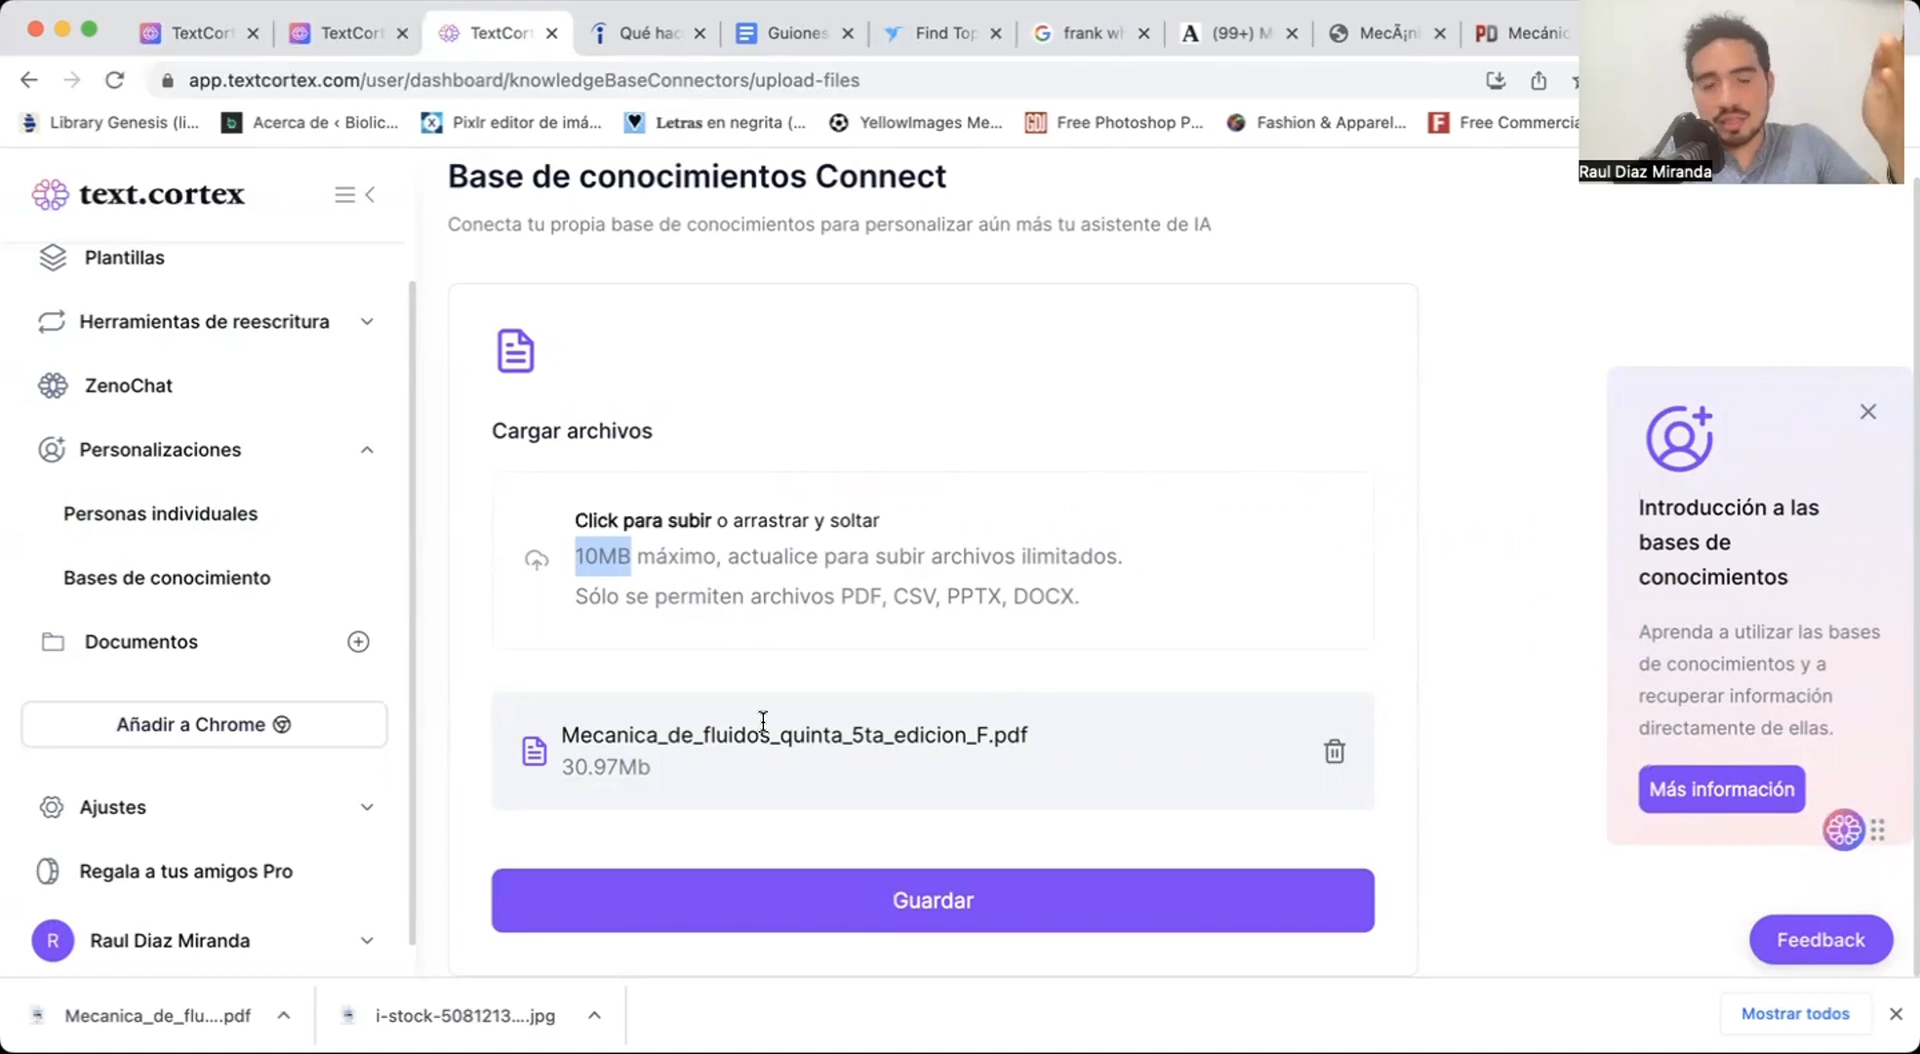 TextCor
TextCort
TextCort
Qué hac
Guiones
Find Top
frank wh
(99+) M
MecÃ¡ni
Mecánic
app.textcortex.com/user/dashboard/knowledgeBaseConnectors/upload-files
Library Genesis (li...
Acerca de ‹ Biolic...
Pixlr editor de imá...
Letras en negrita (...
YellowImages Me...
Free Photoshop P...
Fashion & Apparel...
Free Commercia
Raul Diaz Miranda
text.cortex
Plantillas
Herramientas de reescritura
ZenoChat
Personalizaciones
Personas individuales
Bases de conocimiento
Documentos
Añadir a Chrome
Ajustes
Regala a tus amigos Pro
R
Raul Diaz Miranda
Base de conocimientos Connect
Conecta tu propia base de conocimientos para personalizar aún más tu asistente de IA
Cargar archivos
Click para subir o arrastrar y soltar
10MB máximo, actualice para subir archivos ilimitados.
Sólo se permiten archivos PDF, CSV, PPTX, DOCX.
Mecanica_de_fluidos_quinta_5ta_edicion_F.pdf
30.97Mb
Guardar
Introducción a las
bases de
conocimientos
Aprenda a utilizar las bases
de conocimientos y a
recuperar información
directamente de ellas.
Más información
Feedback
Mecanica_de_flu....pdf
i-stock-5081213....jpg
Mostrar todos